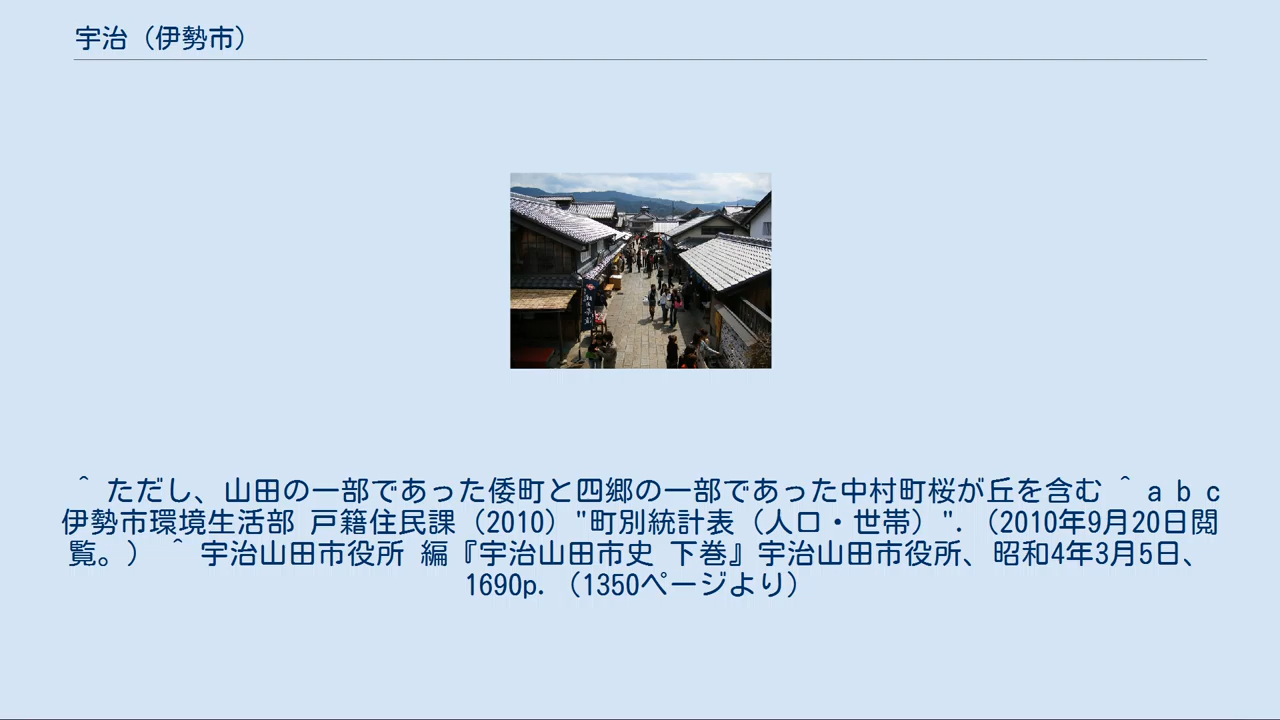 宇治（伊勢市）
^ ただし、山田の一部であった倭町と四郷の一部であった中村町桜が丘を含む ^ a b c
伊勢市環境生活部 戸籍住民課（2010）"町別統計表（人口・世帯）". （2010年9月20日閲
覧。） ^ 宇治山田市役所 編『宇治山田市史 下巻』宇治山田市役所、昭和4年3月5日、
1690p. （1350ページより）